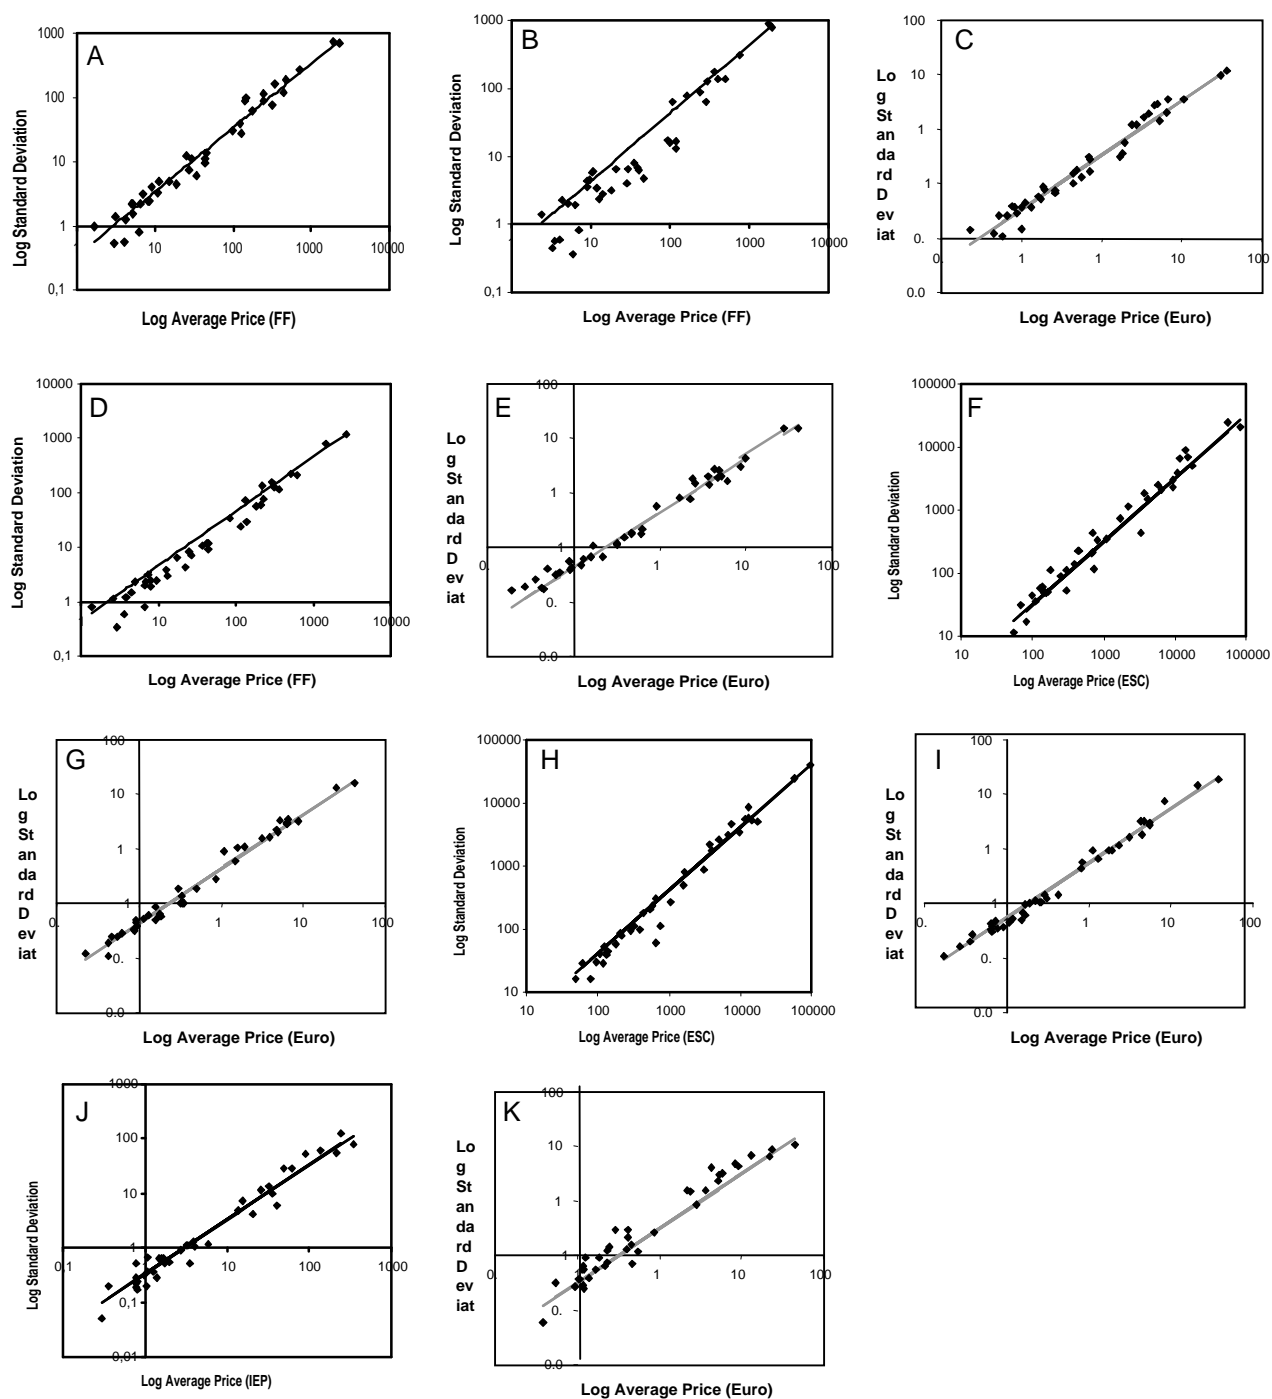 A
1000
100
10
1
0,1
10
100
1000
10000
Log Standard Deviation
Log Average Price (FF)
B
1000
100
10
1
0,1
10
100
1000
10000
Log Standard Deviation
Log Average Price (FF)
C
100
10
1
1
0.
0.0
0.
1
1
10
100
Lo
g
St
an
da
rd
D
ev
iat
Log Average Price (Euro)
D
10000
1000
100
10
1
0,1
1
10
100
1000
10000
Log Standard Deviation
Log Average Price (FF)
E
100
10
1
1
0.
0.0
0.
1
1
10
100
Lo
g
St
an
da
rd
D
ev
iat
Log Average Price (Euro)
F
100000
10000
1000
100
10
10
100
1000
10000
100000
Log Standard Deviation
Log Average Price (ESC)
G
100
10
1
1
0.
0.0
0.
1
1
10
100
Lo
g
St
an
da
rd
D
ev
iat
Log Average Price (Euro)
H
100000
10000
1000
100
10
10
100
1000
10000
100000
Log Standard Deviation
Log Average Price (ESC)
I
100
10
1
1
0.
0.0
0.
1
1
10
100
Lo
g
St
an
da
rd
D
ev
iat
Log Average Price (Euro)
J
1000
100
10
1
0,1
0,01
0,1
1
10
100
1000
Log Standard Deviation
Log Average Price (IEP)
K
100
10
1
1
0.
0.0
0.
1
1
10
100
Lo
g
St
an
da
rd
D
ev
iat
Log Average Price (Euro)